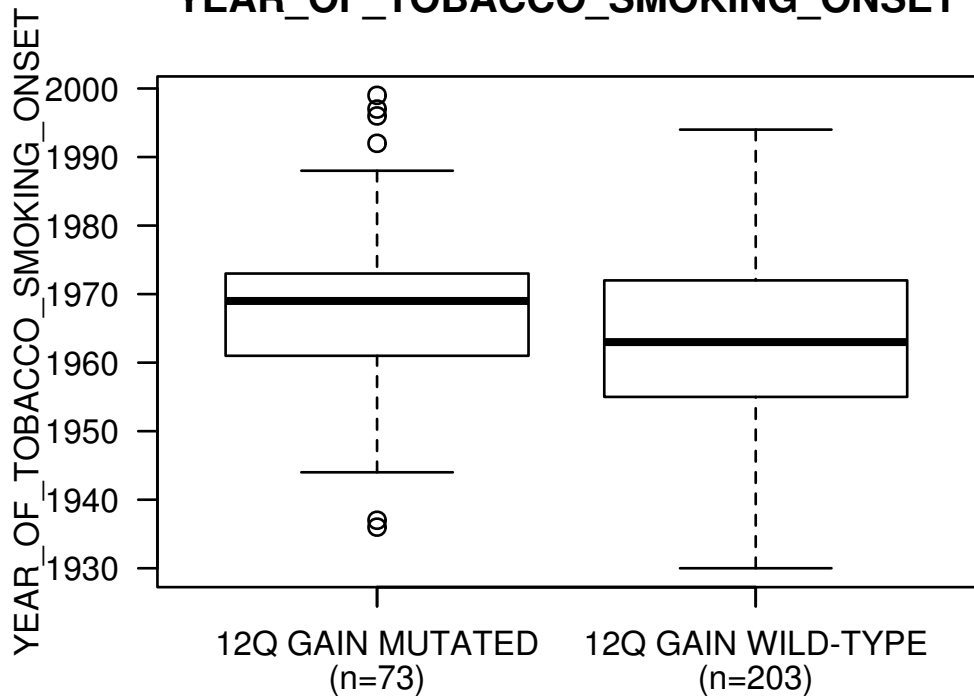 YEAR_OF_TOBACCO_SMOKING_ONSET
YEAR_OF_TOBACCO_SMOKING_ONSET
2000
1990
1980
1970
1960
1950
1940
1930
12Q GAIN MUTATED
(n=73)
12Q GAIN WILD-TYPE
(n=203)